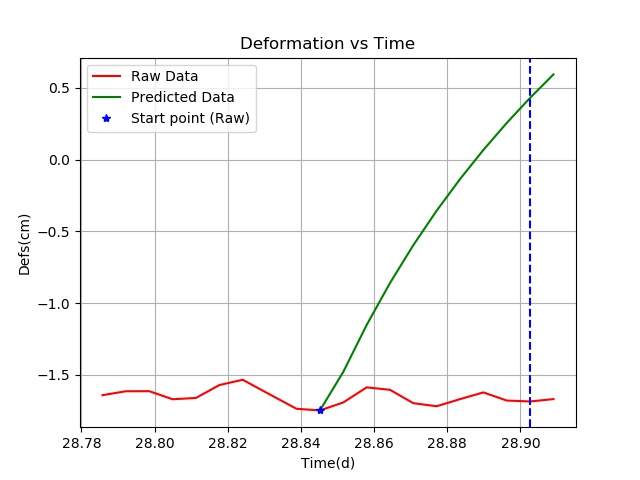 Deformation vs Time
Raw Data
Predicted Data
Start point (Raw)
Defs(cm)
0.5
0.0
−0.5
−1.0
−1.5
28.78 28.80 28.82 28.84 28.86 28.88 28.90
Time(d)